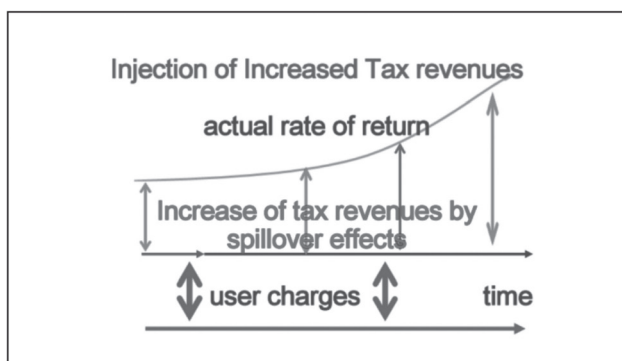 Injection of Increased Tax revenues
actual rate of return
Increase of tax revenues by
spillover effects
user charges
time